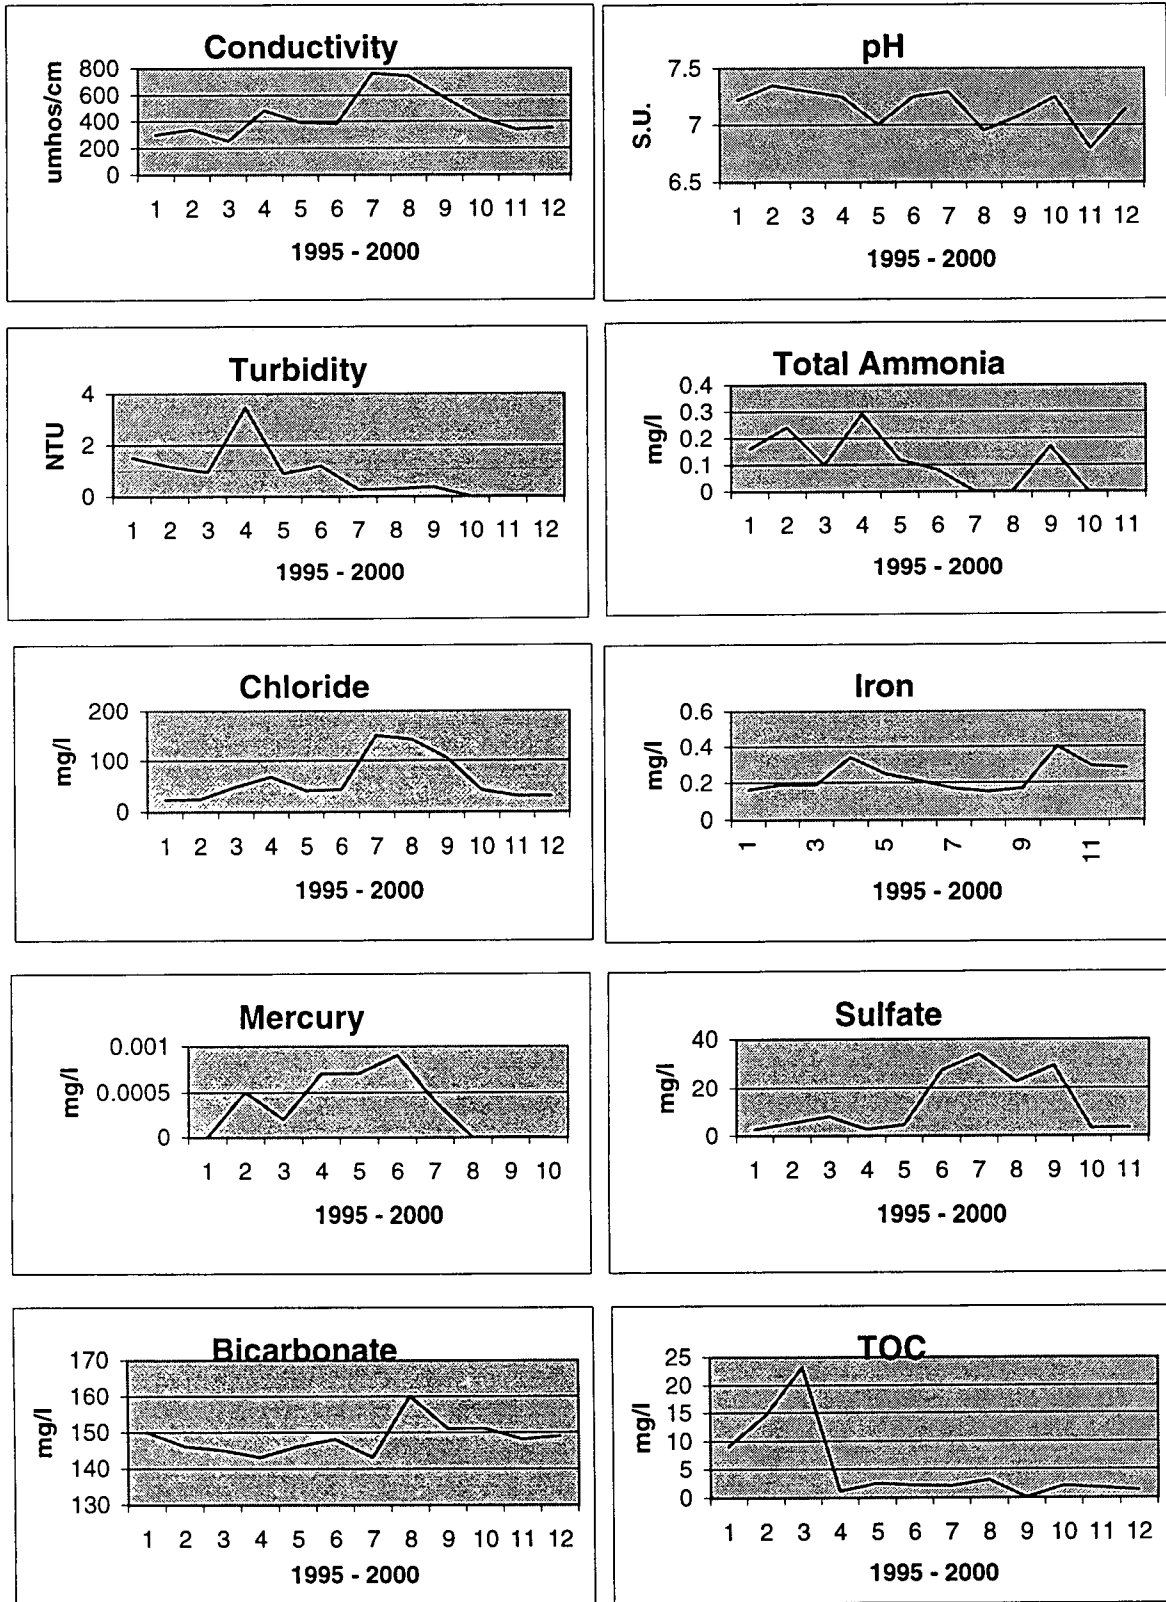 Conductivity
umhos/cm
800
600
400
200
0
1 2 3 4 5 6 7 8 9 10 11 12
1995 - 2000
pH
S.U.
7.5
7
6.5
1 2 3 4 5 6 7 8 9 10 11 12
1995 - 2000
Turbidity
NTU
4
2
0
1 2 3 4 5 6 7 8 9 10 11 12
1995 - 2000
Total Ammonia
mg/l
0.4
0.3
0.2
0.1
0
1 2 3 4 5 6 7 8 9 10 11
1995 - 2000
Chloride
mg/l
200
100
0
1 2 3 4 5 6 7 8 9 10 11 12
1995 - 2000
Iron
mg/l
0.6
0.4
0.2
0
1 3 5 7 9 11
1995 - 2000
Mercury
mg/l
0.001
0.0005
0
1 2 3 4 5 6 7 8 9 10
1995 - 2000
Sulfate
mg/l
40
20
0
1 2 3 4 5 6 7 8 9 10 11
1995 - 2000
Bicarbonate
mg/l
170
160
150
140
130
1 2 3 4 5 6 7 8 9 10 11 12
1995 - 2000
TOC
mg/l
25
20
15
10
5
0
1 2 3 4 5 6 7 8 9 10 11 12
1995 - 2000